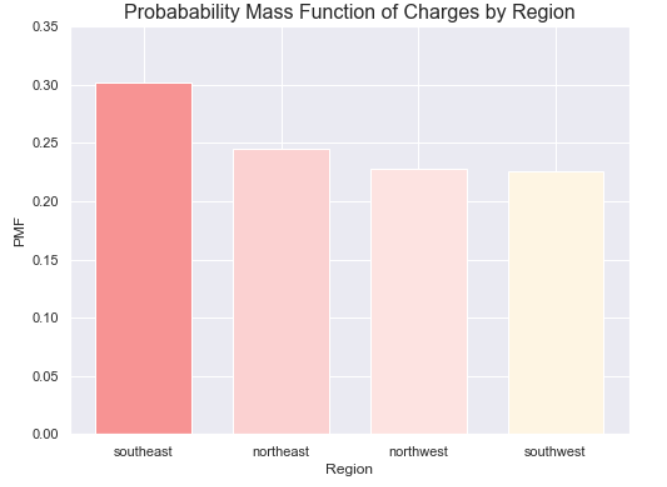 Probabability Mass Function of Charges by Region
0.35
0.30
0.25
0.20
0.15
0.10
0.05
0.00
PMF
southeast northeast northwest southwest
Region